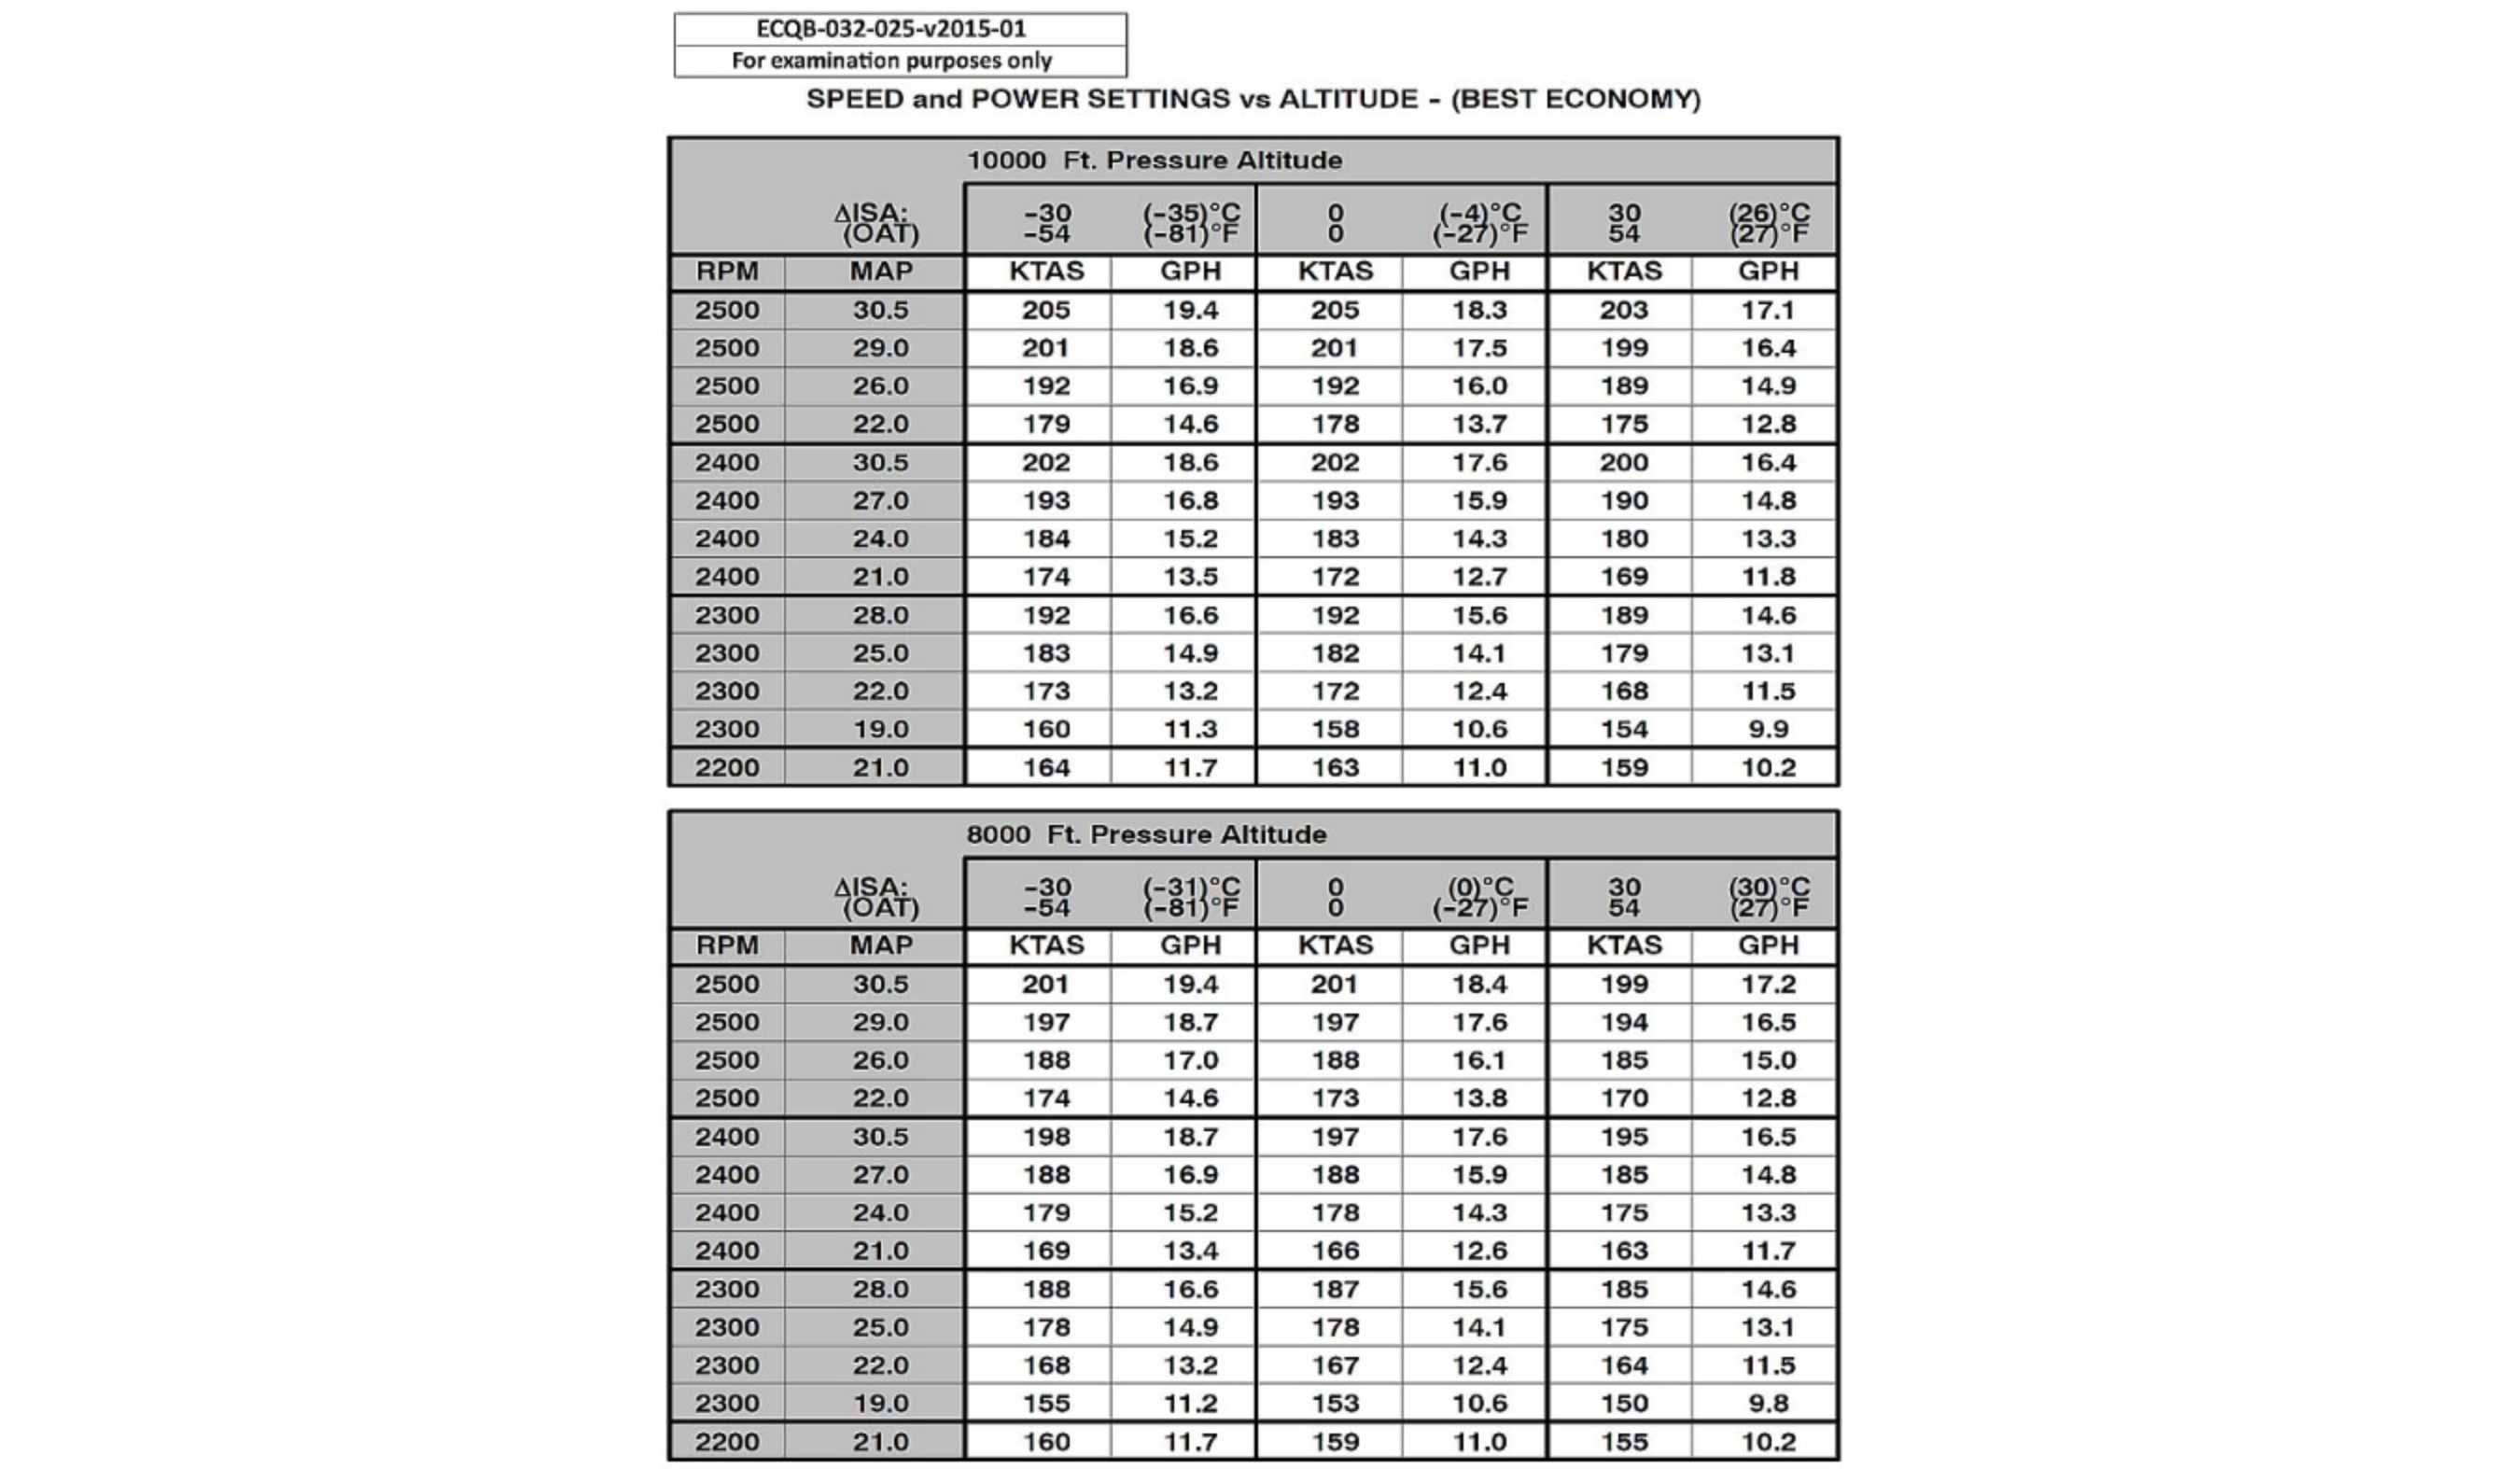 ECQB-032-025-v2015-01
For examination purposes only
SPEED and POWER SETTINGS vs ALTITUDE - (BEST ECONOMY)
10000 Ft. Pressure Altitude
ΔISA: −30 (−35)°C 0 (−4)°C 30 (26)°C
(OAT) −54 (−81)°F 0 (−27)°F 54 (27)°F
RPM MAP KTAS GPH KTAS GPH KTAS GPH
2500 30.5 205 19.4 205 18.3 203 17.1
2500 29.0 201 18.6 201 17.5 199 16.4
2500 26.0 192 16.9 192 16.0 189 14.9
2500 22.0 179 14.6 178 13.7 175 12.8
2400 30.5 202 18.6 202 17.6 200 16.4
2400 27.0 193 16.8 193 15.9 190 14.8
2400 24.0 184 15.2 183 14.3 180 13.3
2400 21.0 174 13.5 172 12.7 169 11.8
2300 28.0 192 16.6 192 15.6 189 14.6
2300 25.0 183 14.9 182 14.1 179 13.1
2300 22.0 173 13.2 172 12.4 168 11.5
2300 19.0 160 11.3 158 10.6 154 9.9
2200 21.0 164 11.7 163 11.0 159 10.2
8000 Ft. Pressure Altitude
ΔISA: −30 (−31)°C 0 (0)°C 30 (30)°C
(OAT) −54 (−81)°F 0 (−27)°F 54 (27)°F
RPM MAP KTAS GPH KTAS GPH KTAS GPH
2500 30.5 201 19.4 201 18.4 199 17.2
2500 29.0 197 18.7 197 17.6 194 16.5
2500 26.0 188 17.0 188 16.1 185 15.0
2500 22.0 174 14.6 173 13.8 170 12.8
2400 30.5 198 18.7 197 17.6 195 16.5
2400 27.0 188 16.9 188 15.9 185 14.8
2400 24.0 179 15.2 178 14.3 175 13.3
2400 21.0 169 13.4 166 12.6 163 11.7
2300 28.0 188 16.6 187 15.6 185 14.6
2300 25.0 178 14.9 178 14.1 175 13.1
2300 22.0 168 13.2 167 12.4 164 11.5
2300 19.0 155 11.2 153 10.6 150 9.8
2200 21.0 160 11.7 159 11.0 155 10.2